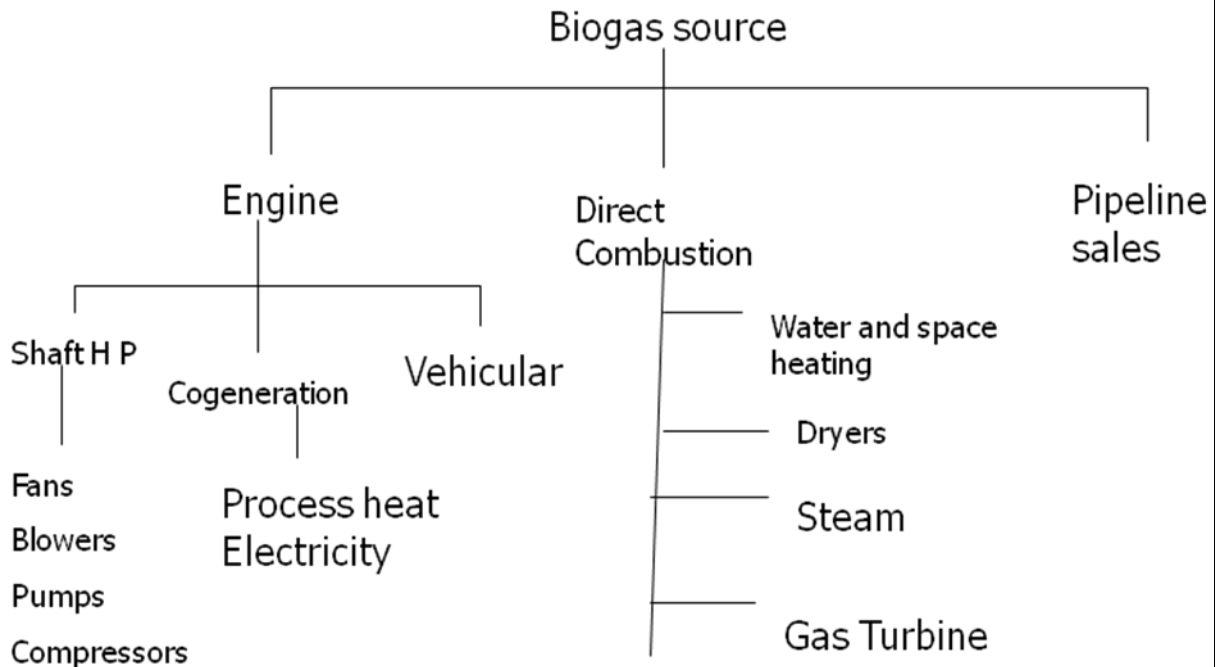 Biogas source
Engine
Direct
Combustion
Pipeline
sales
Shaft H P
Cogeneration
Vehicular
Fans
Blowers
Pumps
Compressors
Process heat
Electricity
Water and space
heating
Dryers
Steam
Gas Turbine